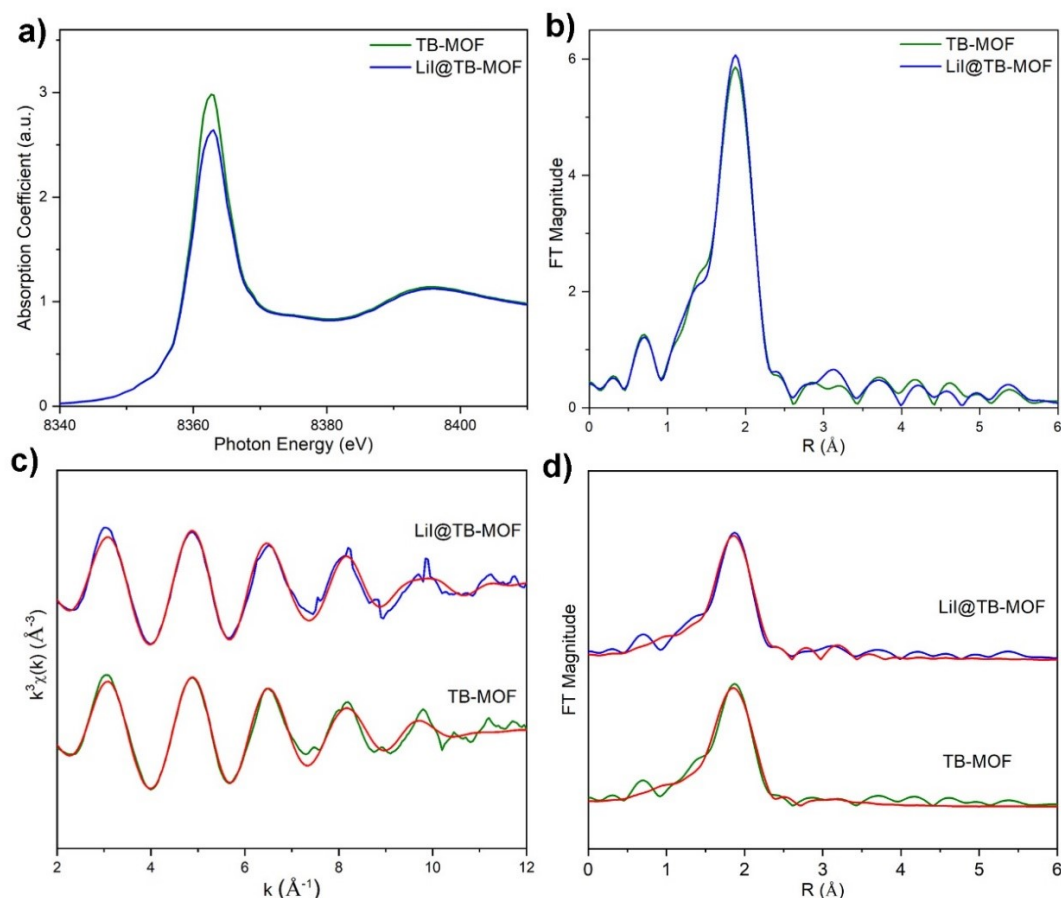 a)
TB-MOF
LiI@TB-MOF
Absorption Coefficient (a.u.)
3
2
1
0
8340
8360
8380
8400
Photon Energy (eV)
b)
TB-MOF
LiI@TB-MOF
FT Magnitude
6
4
2
0
0
1
2
3
4
5
6
R (Å)
c)
LiI@TB-MOF
TB-MOF
k³χ(k) (Å⁻³)
2
4
6
8
10
12
k (Å⁻¹)
d)
LiI@TB-MOF
TB-MOF
FT Magnitude
0
1
2
3
4
5
6
R (Å)